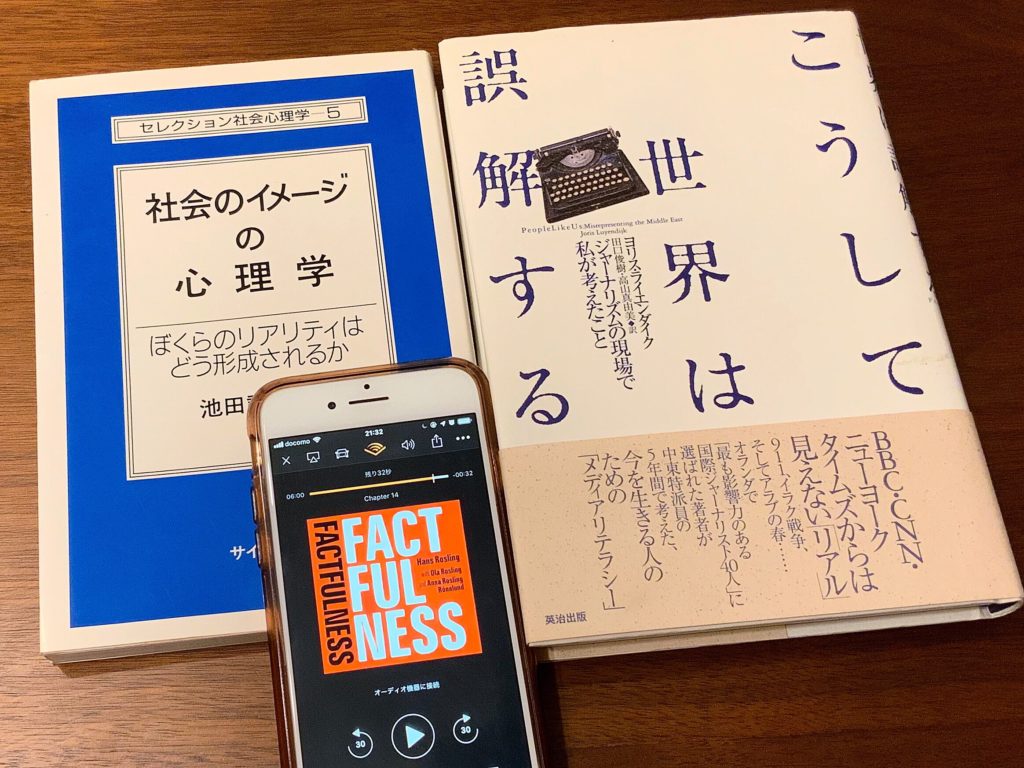 セレクション社会心理学―5
社会のイメージ
の
心理学
ぼくらのリアリティは
どう形成されるか
池田
サイ
こうして
世界は
誤解する
PeopleLikeUs:Misrepresenting the Middle East
Joris Luyendijk
ヨリス・ライエンダイク
田口俊樹・高山真由美◆訳
ジャーナリズムの現場で
私が考えたこと
BBC・CNN・
ニューヨーク
タイムズからは
見えない「リアル」
9・11、イラク戦争、
そしてアラブの春……
オランダで
「最も影響力のある
国際ジャーナリスト40人」に
選ばれた著者が
中東特派員の
5年間で考えた、
今を生きる人の
ための
「メディアリテラシー」
英治出版
docomo
21:32
残り32秒
06:00
-00:32
Chapter 14
FACTFULNESS
FACT
FUL
NESS
Hans Rosling
with Ola Rosling
and Anna Rosling
Rönnlund
オーディオ機器に接続
30
30